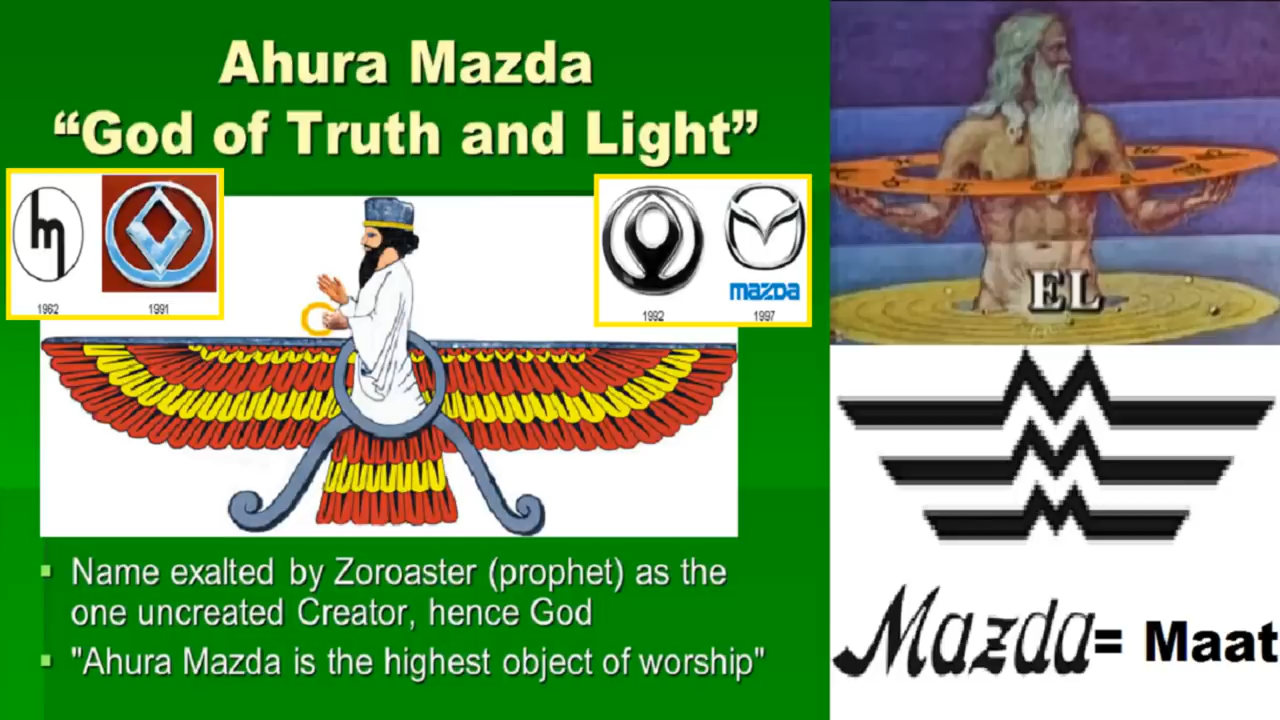 Ahura Mazda
“God of Truth and Light”
1962
1991
mazda
1992
1997
EL
Name exalted by Zoroaster (prophet) as the
one uncreated Creator, hence God
"Ahura Mazda is the highest object of worship"
Mazda= Maat